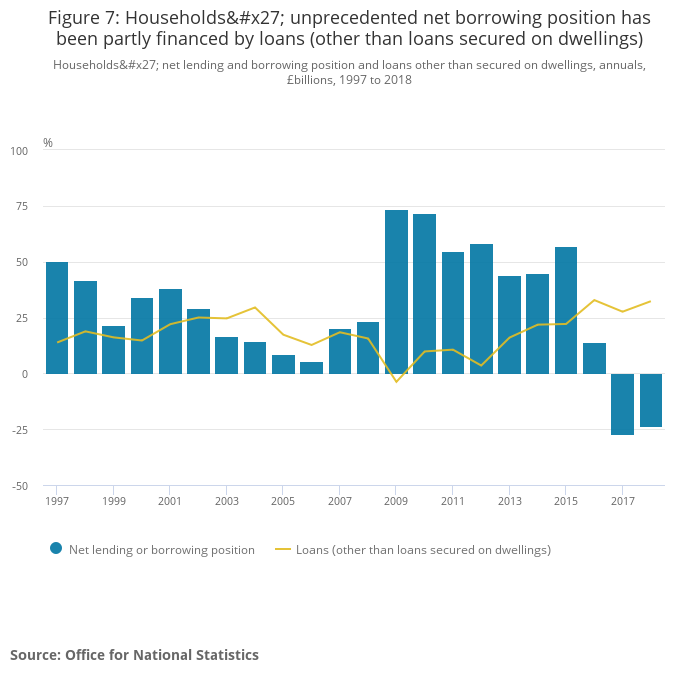 Figure 7: Households&#x27; unprecedented net borrowing position has
been partly financed by loans (other than loans secured on dwellings)
Households&#x27; net lending and borrowing position and loans other than secured on dwellings, annuals,
£billions, 1997 to 2018
%
100
75
50
25
0
-25
-50
1997 1999 2001 2003 2005 2007 2009 2011 2013 2015 2017
Net lending or borrowing position Loans (other than loans secured on dwellings)
Source: Office for National Statistics